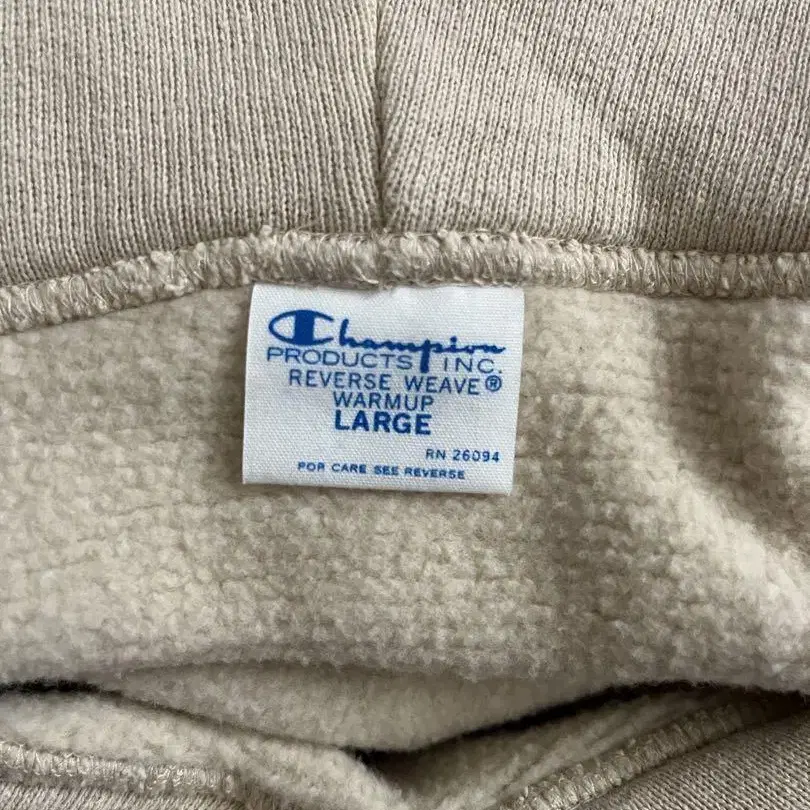 Champion
PRODUCTS INC.
REVERSE WEAVE®
WARMUP
LARGE
RN 26094
FOR CARE SEE REVERSE